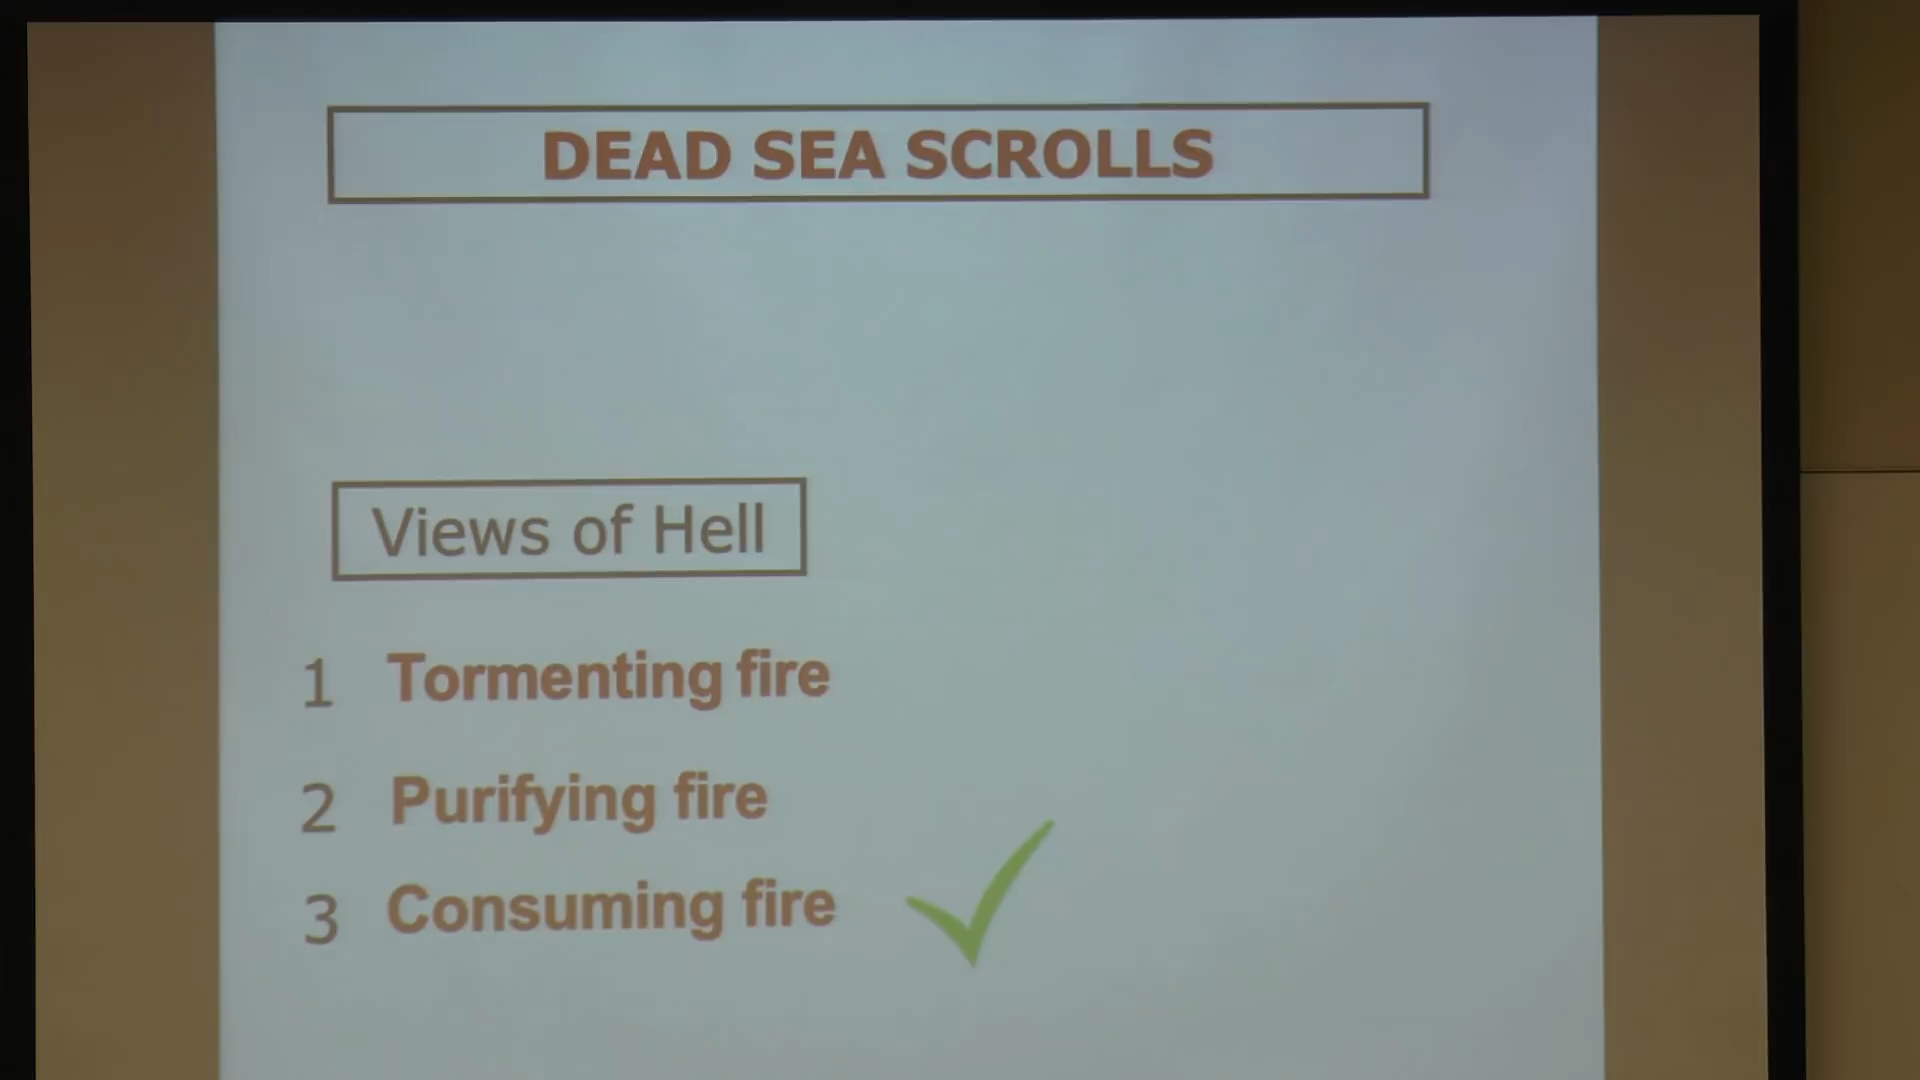 DEAD SEA SCROLLS
Views of Hell
1 Tormenting fire
2 Purifying fire
3 Consuming fire